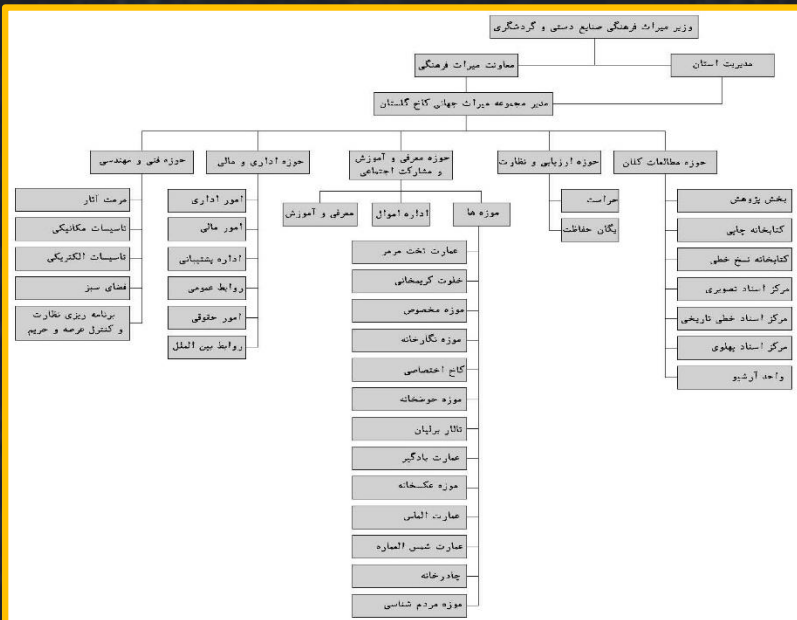 وزیر میراث فرهنگی صنایع دستی و گردشگری
معاونت میراث فرهنگی
مدیریت استان
مدیر مجموعه میراث جهانی کاخ گلستان
حوزه مطالعات کلان
بخش پژوهش
کتابخانه چاپی
کتابخانه نسخ خطی
مرکز اسناد تصویری
مرکز اسناد خطی تاریخی
مرکز اسناد پهلوی
واحد آرشیو
حوزه ارزیابی و نظارت
حراست
یگان حفاظت
حوزه معرفی و آموزش
و مشارکت اجتماعی
موزه ها
اداره اموال
معرفی و آموزش
عمارت تخت مرمر
خلوت کریمخانی
موزه مخصوص
موزه نگارخانه
کاخ اختصاصی
موزه حوضخانه
تالار برلیان
عمارت بادگیر
موزه عکسخانه
عمارت الماس
عمارت شمس العماره
چادرخانه
موزه مردم شناسی
حوزه اداری و مالی
امور اداری
امور مالی
اداره پشتیبانی
روابط عمومی
امور حقوقی
روابط بین الملل
حوزه فنی و مهندسی
مرمت آثار
تاسیسات مکانیکی
تاسیسات الکتریکی
فضای سبز
برنامه ریزی نظارت
و کنترل عرصه و حریم